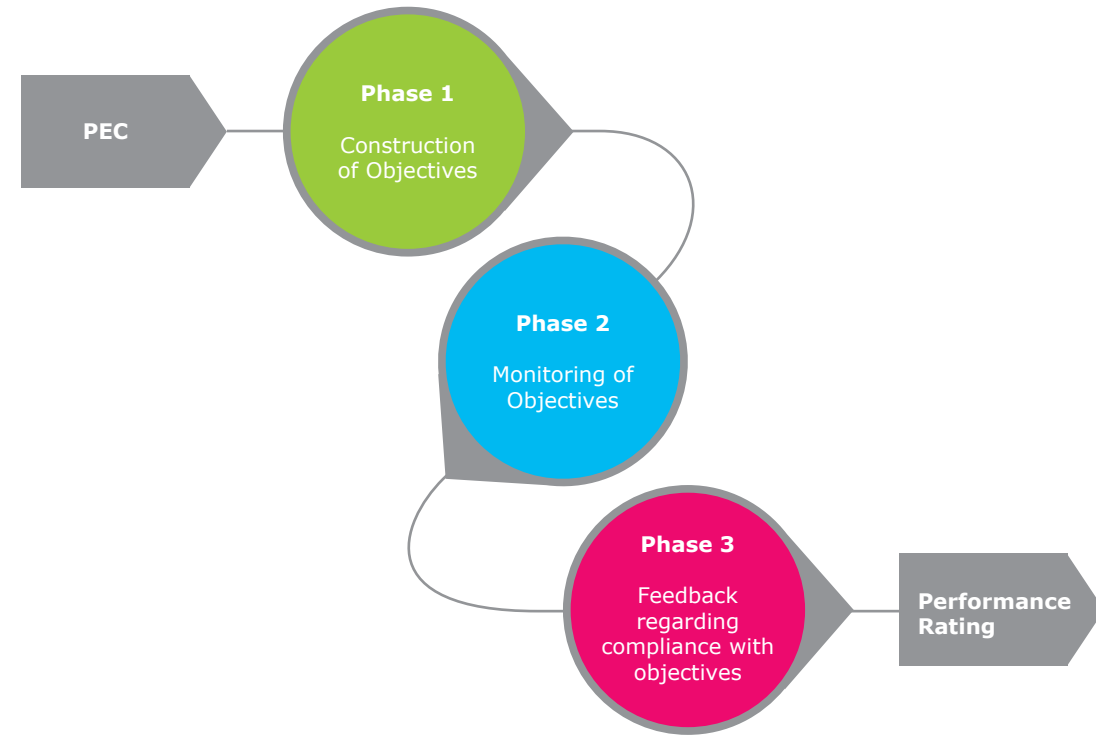 PEC
Phase 1
Construction
of Objectives
Phase 2
Monitoring of
Objectives
Phase 3
Feedback
regarding
compliance with
objectives
Performance
Rating